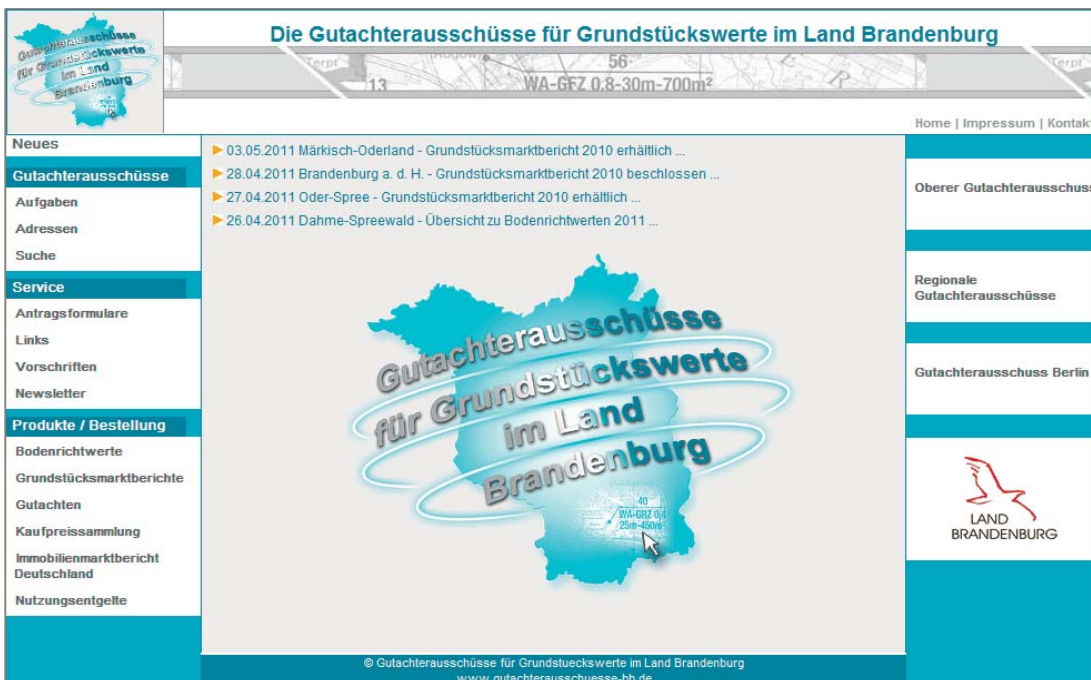 Gutachterausschüsse
für Grundstückswerte
im Land
Brandenburg
Die Gutachterausschüsse für Grundstückswerte im Land Brandenburg
Terpt
13
56
WA-GFZ 0,8-30m-700m²
Terpt
Home | Impressum | Kontakt
Neues
Gutachterausschüsse
Aufgaben
Adressen
Suche
Service
Antragsformulare
Links
Vorschriften
Newsletter
Produkte / Bestellung
Bodenrichtwerte
Grundstücksmarktberichte
Gutachten
Kaufpreissammlung
Immobilienmarktbericht
Deutschland
Nutzungsentgelte
03.05.2011 Märkisch-Oderland - Grundstücksmarktbericht 2010 erhältlich ...
28.04.2011 Brandenburg a. d. H. - Grundstücksmarktbericht 2010 beschlossen ...
27.04.2011 Oder-Spree - Grundstücksmarktbericht 2010 erhältlich ...
26.04.2011 Dahme-Spreewald - Übersicht zu Bodenrichtwerten 2011 ...
Gutachterausschüsse
für Grundstückswerte
im Land
Brandenburg
40
WA-GRZ 0,4
25m-450m²
Oberer Gutachterausschuss
Regionale
Gutachterausschüsse
Gutachterausschuss Berlin
LAND
BRANDENBURG
© Gutachterausschüsse für Grundstueckswerte im Land Brandenburg
www.gutachterausschuesse-bb.de